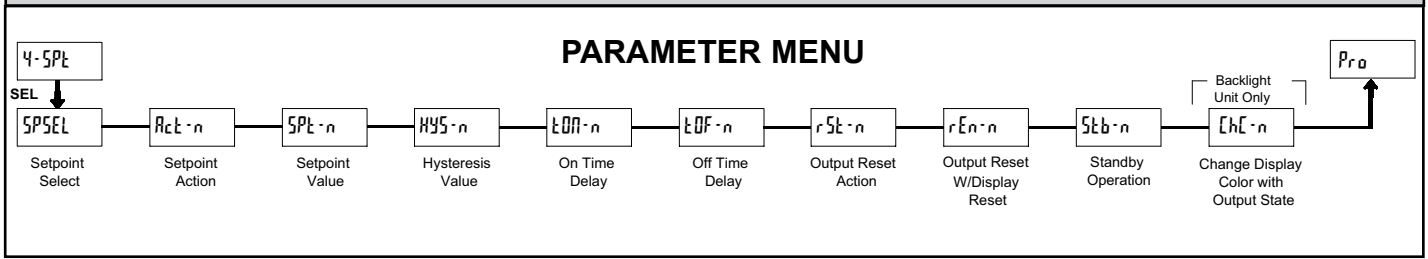 PARAMETER MENU
4-SPt
Pro
SEL
Backlight
Unit Only
SPSEL
Act-n
SPt-n
HYS-n
tON-n
tOF-n
rSt-n
rEn-n
Stb-n
ChC-n
Setpoint
Select
Setpoint
Action
Setpoint
Value
Hysteresis
Value
On Time
Delay
Off Time
Delay
Output Reset
Action
Output Reset
W/Display
Reset
Standby
Operation
Change Display
Color with
Output State